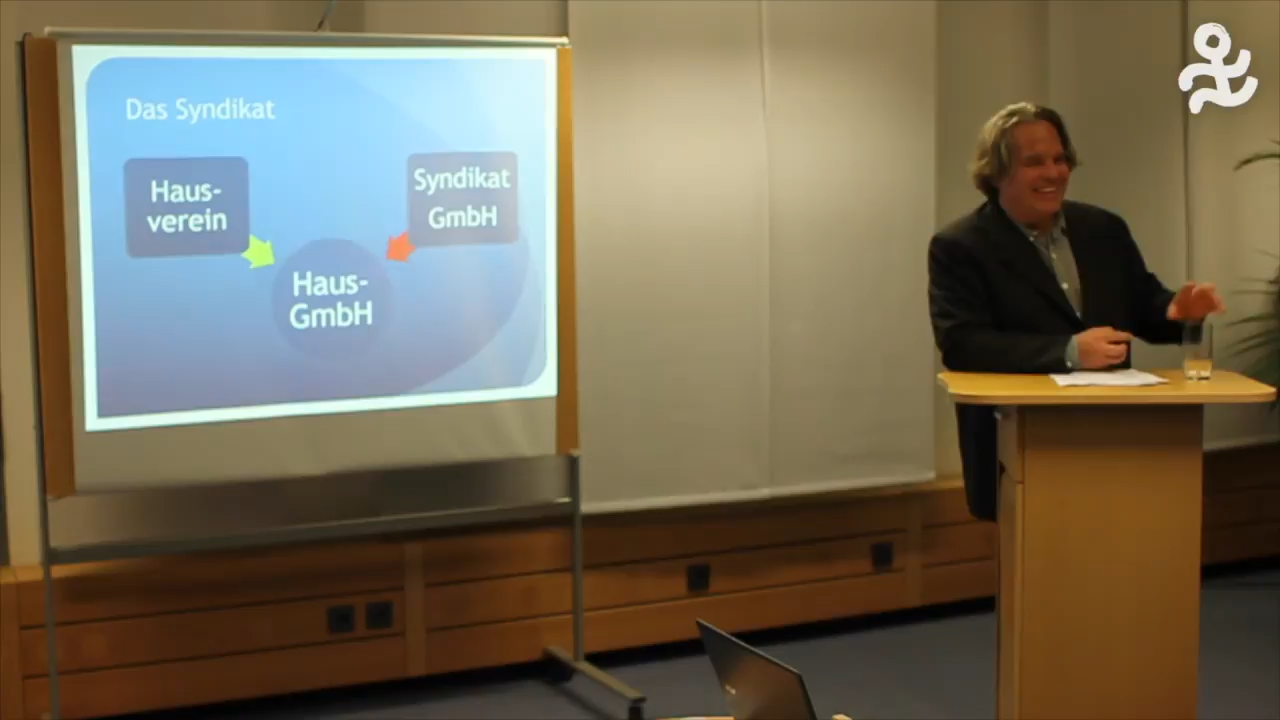 Das Syndikat
Haus-
verein
Syndikat
GmbH
Haus-
GmbH